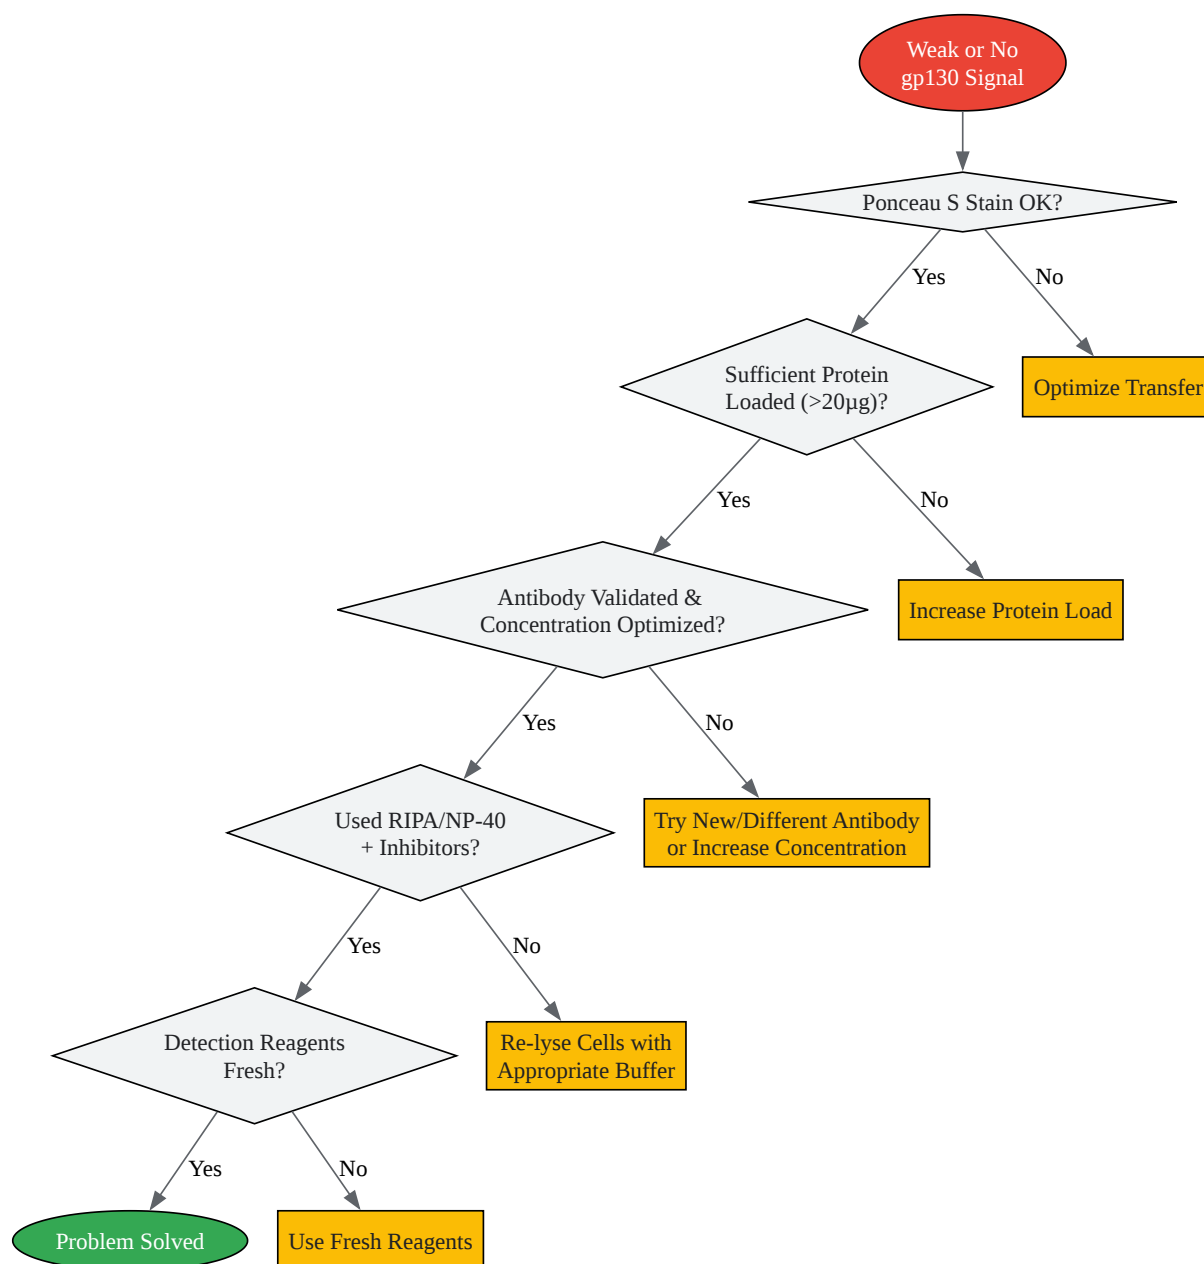 Weak or No
gp130 Signal
Ponceau S Stain OK?
Yes
No
Sufficient Protein
Loaded (>20µg)?
Optimize Transfer
Yes
No
Antibody Validated &
Concentration Optimized?
Increase Protein Load
Yes
No
Used RIPA/NP-40
+ Inhibitors?
Try New/Different Antibody
or Increase Concentration
Yes
No
Detection Reagents
Fresh?
Re-lyse Cells with
Appropriate Buffer
Yes
No
Problem Solved
Use Fresh Reagents